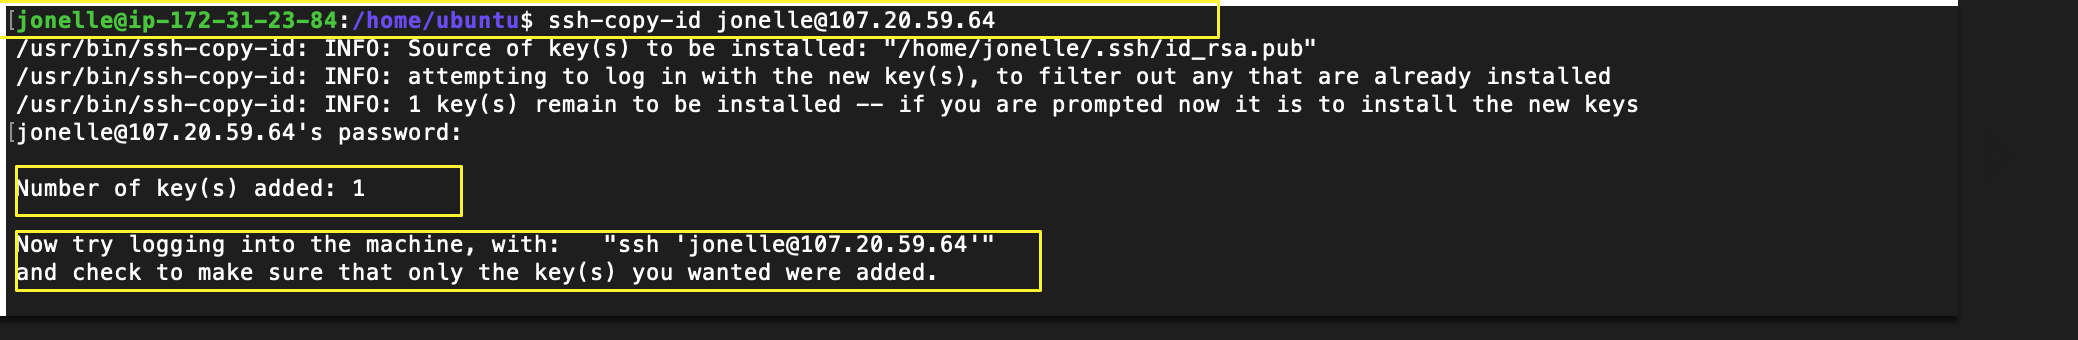 [jonelle@ip-172-31-23-84:/home/ubuntu$ ssh-copy-id jonelle@107.20.59.64
/usr/bin/ssh-copy-id: INFO: Source of key(s) to be installed: "/home/jonelle/.ssh/id_rsa.pub"
/usr/bin/ssh-copy-id: INFO: attempting to log in with the new key(s), to filter out any that are already installed
/usr/bin/ssh-copy-id: INFO: 1 key(s) remain to be installed -- if you are prompted now it is to install the new keys
[jonelle@107.20.59.64's password:
Number of key(s) added: 1
Now try logging into the machine, with:   "ssh 'jonelle@107.20.59.64'"
and check to make sure that only the key(s) you wanted were added.